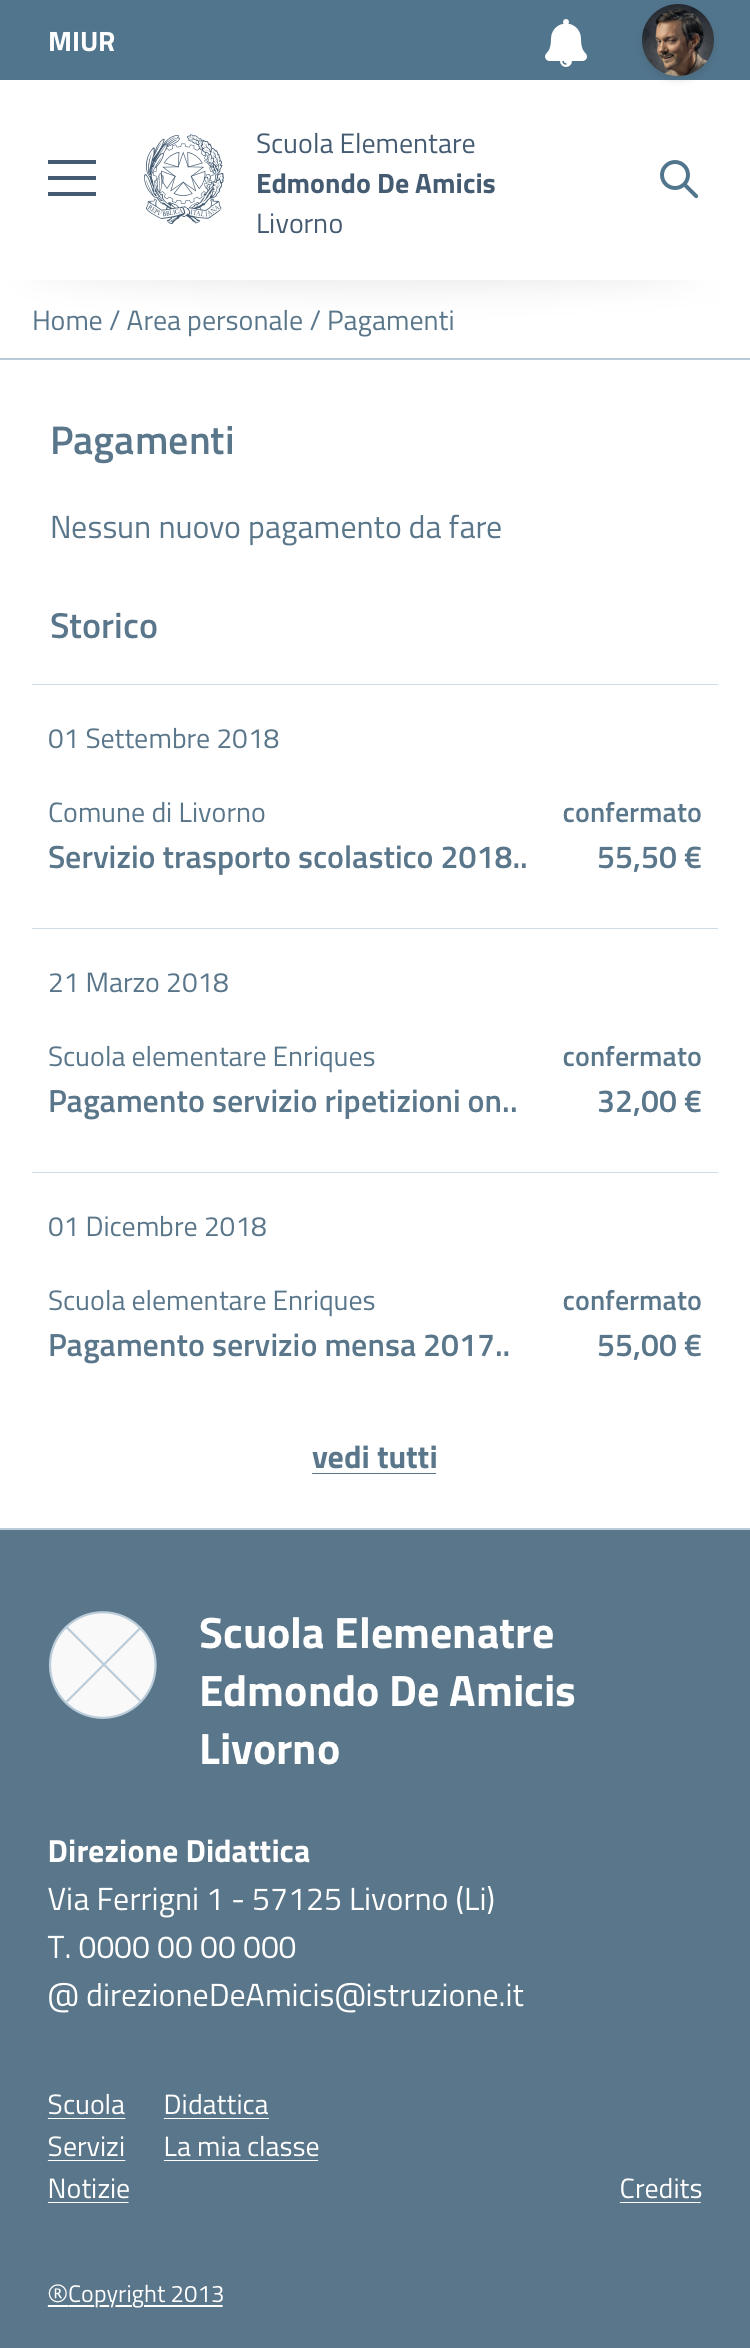 MIUR
Scuola Elementare
Edmondo De Amicis
Livorno
Home / Area personale / Pagamenti
Pagamenti
Nessun nuovo pagamento da fare
Storico
01 Settembre 2018
Comune di Livorno confermato
Servizio trasporto scolastico 2018.. 55,50 €
21 Marzo 2018
Scuola elementare Enriques confermato
Pagamento servizio ripetizioni on.. 32,00 €
01 Dicembre 2018
Scuola elementare Enriques confermato
Pagamento servizio mensa 2017.. 55,00 €
vedi tutti
Scuola Elemenatre
Edmondo De Amicis
Livorno
Direzione Didattica
Via Ferrigni 1 - 57125 Livorno (Li)
T. 0000 00 00 000
@ direzioneDeAmicis@istruzione.it
Scuola Didattica
Servizi La mia classe
Notizie Credits
®Copyright 2013